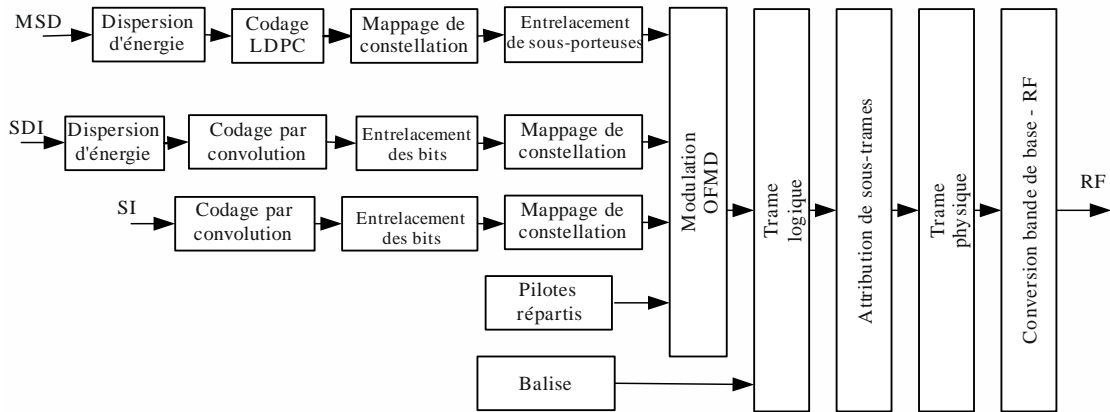 MSD
Dispersion
d'énergie
Codage
LDPC
Mappage de
constellation
Entrelacement
de sous-porteuses
SDI
Dispersion
d'énergie
Codage par
convolution
Entrelacement
des bits
Mappage de
constellation
SI
Codage par
convolution
Entrelacement
des bits
Mappage de
constellation
Pilotes
répartis
Balise
Modulation
OFMD
Trame
logique
Attribution de sous-trames
Trame
physique
Conversion bande de base - RF
RF